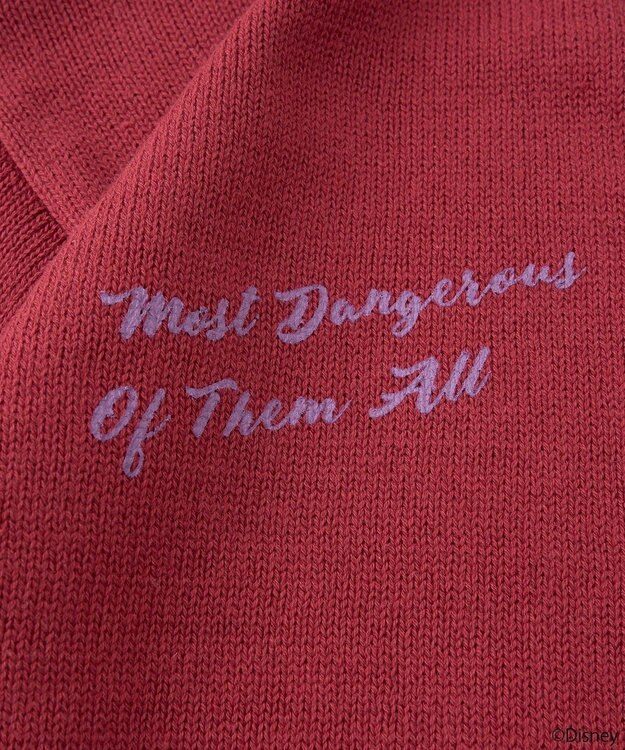 Most Dangerous
Of Them All
©Disney